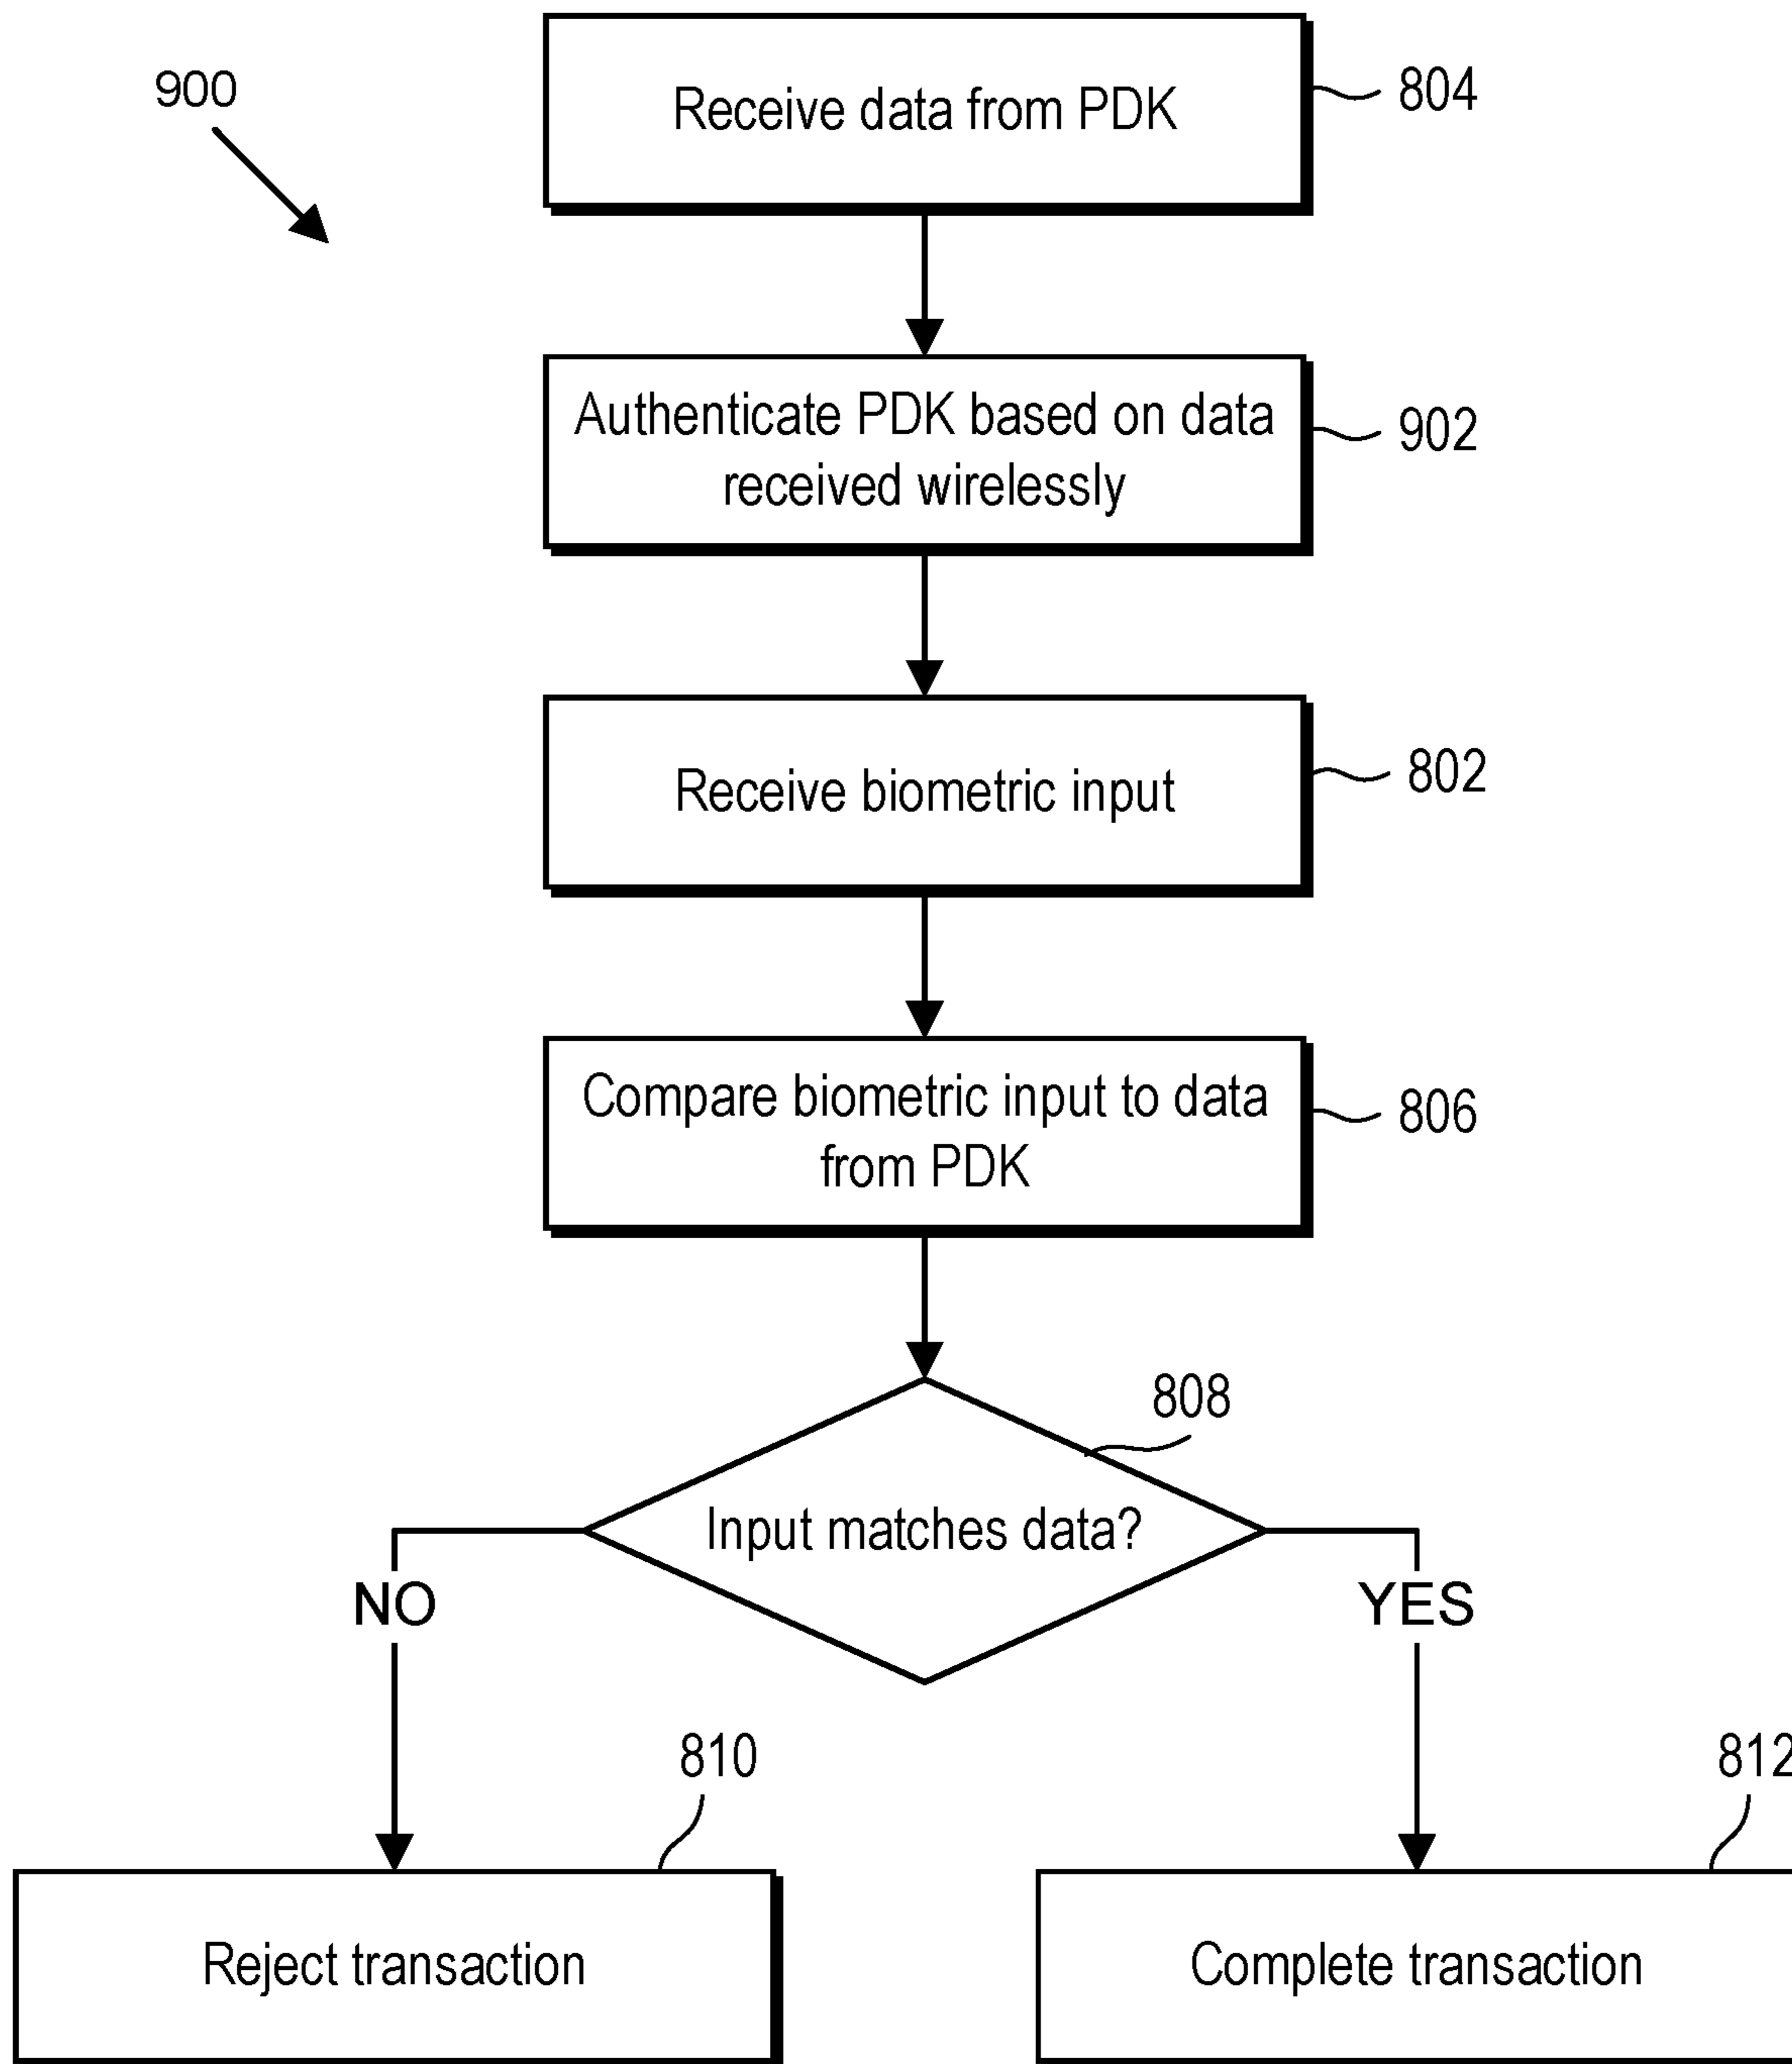 900
Receive data from PDK
804
Authenticate PDK based on data
received wirelessly
902
Receive biometric input
802
Compare biometric input to data
from PDK
806
808
Input matches data?
NO
YES
810
812
Reject transaction
Complete transaction